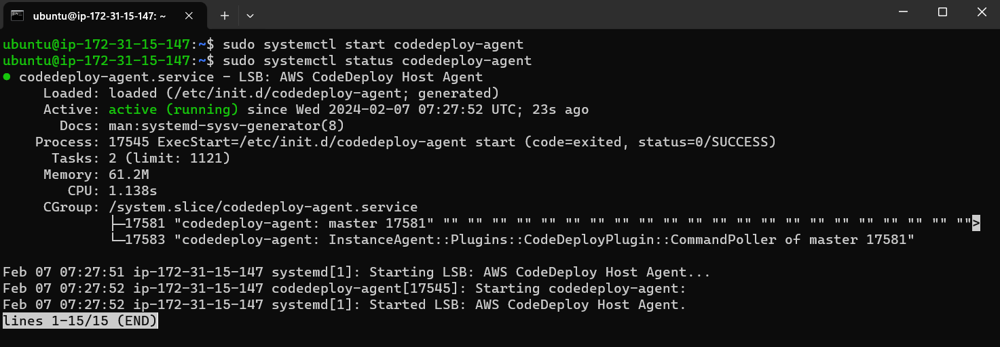 ubuntu@ip-172-31-15-147: ~
ubuntu@ip-172-31-15-147:~$ sudo systemctl start codedeploy-agent
ubuntu@ip-172-31-15-147:~$ sudo systemctl status codedeploy-agent
● codedeploy-agent.service - LSB: AWS CodeDeploy Host Agent
     Loaded: loaded (/etc/init.d/codedeploy-agent; generated)
     Active: active (running) since Wed 2024-02-07 07:27:52 UTC; 23s ago
       Docs: man:systemd-sysv-generator(8)
    Process: 17545 ExecStart=/etc/init.d/codedeploy-agent start (code=exited, status=0/SUCCESS)
      Tasks: 2 (limit: 1121)
     Memory: 61.2M
        CPU: 1.138s
     CGroup: /system.slice/codedeploy-agent.service
             ├─17581 "codedeploy-agent: master 17581" "" "" "" "" "" "" "" "" "" "" "" "" "" "" "" "" "" "" "" "" "" "">
             └─17583 "codedeploy-agent: InstanceAgent::Plugins::CodeDeployPlugin::CommandPoller of master 17581"
Feb 07 07:27:51 ip-172-31-15-147 systemd[1]: Starting LSB: AWS CodeDeploy Host Agent...
Feb 07 07:27:52 ip-172-31-15-147 codedeploy-agent[17545]: Starting codedeploy-agent:
Feb 07 07:27:52 ip-172-31-15-147 systemd[1]: Started LSB: AWS CodeDeploy Host Agent.
lines 1-15/15 (END)